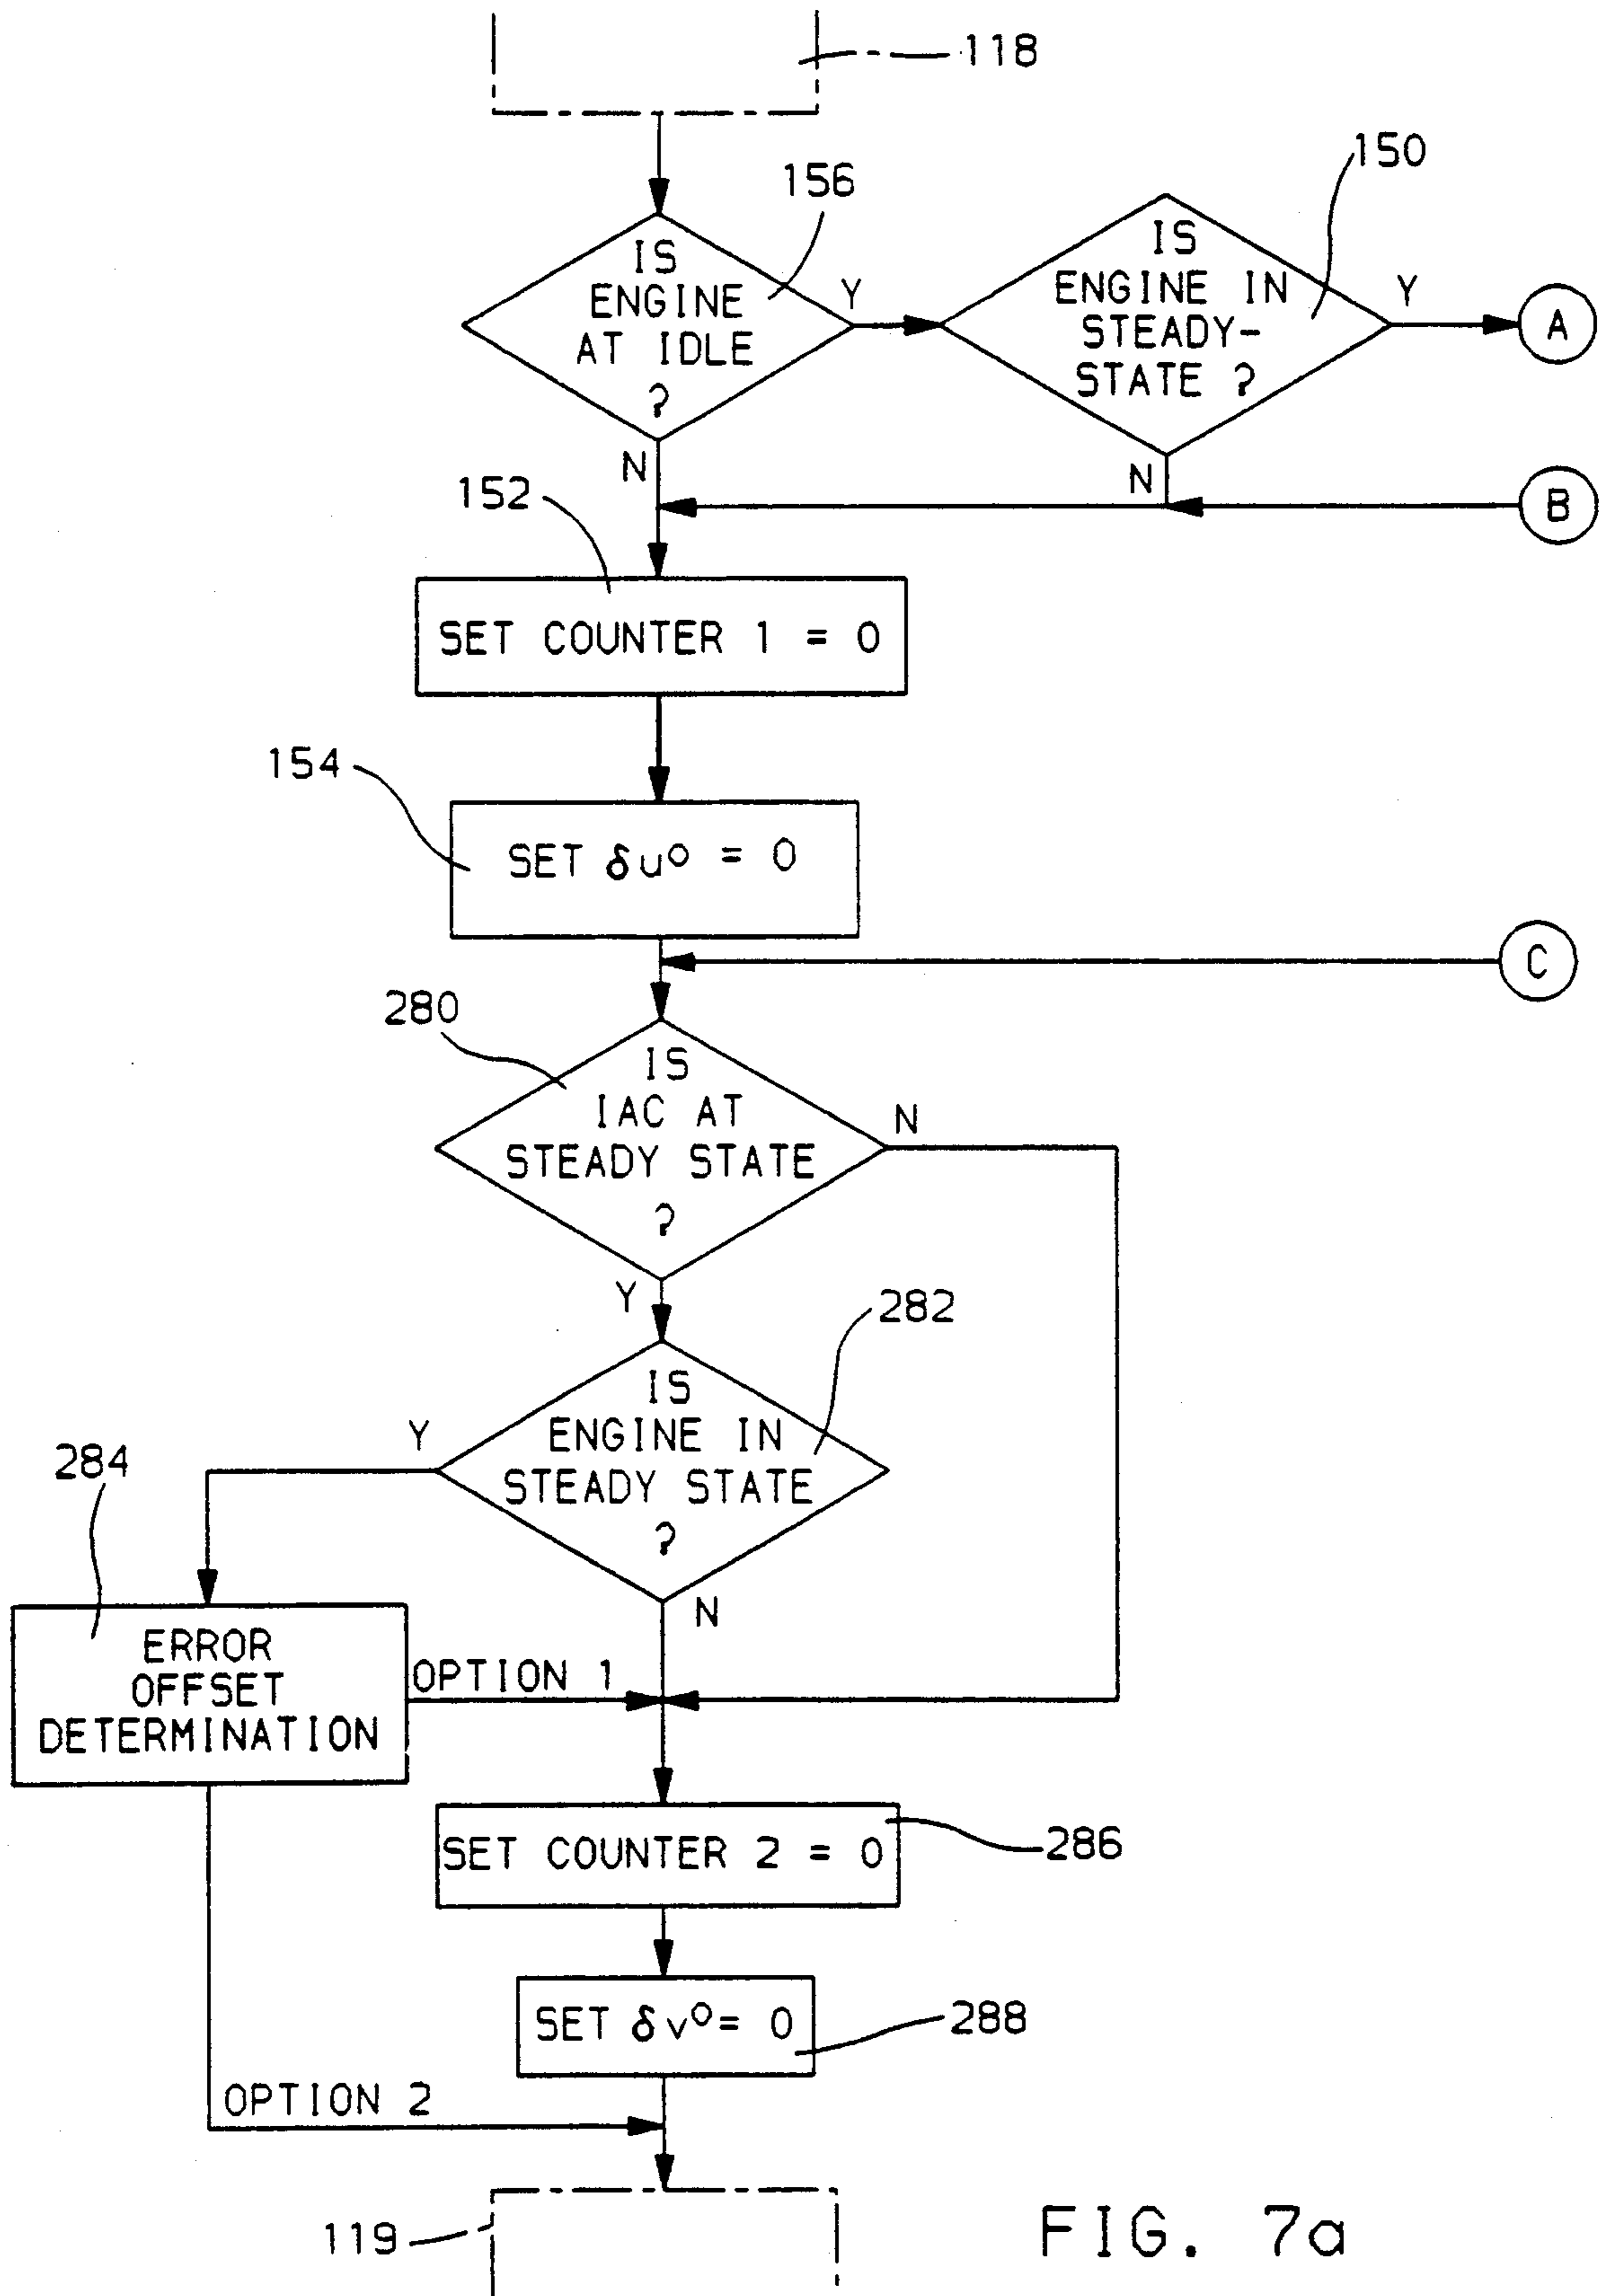 118
156
150
IS
ENGINE
AT IDLE
?
Y
IS
ENGINE IN
STEADY-
STATE ?
Y
A
N
N
152
B
SET COUNTER 1 = 0
154
SET δu⁰ = 0
C
280
IS
IAC AT
STEADY STATE
?
N
Y
282
IS
ENGINE IN
STEADY STATE
?
Y
284
N
ERROR
OFFSET
DETERMINATION
OPTION 1
SET COUNTER 2 = 0
286
SET δv⁰= 0
288
OPTION 2
119
FIG. 7a